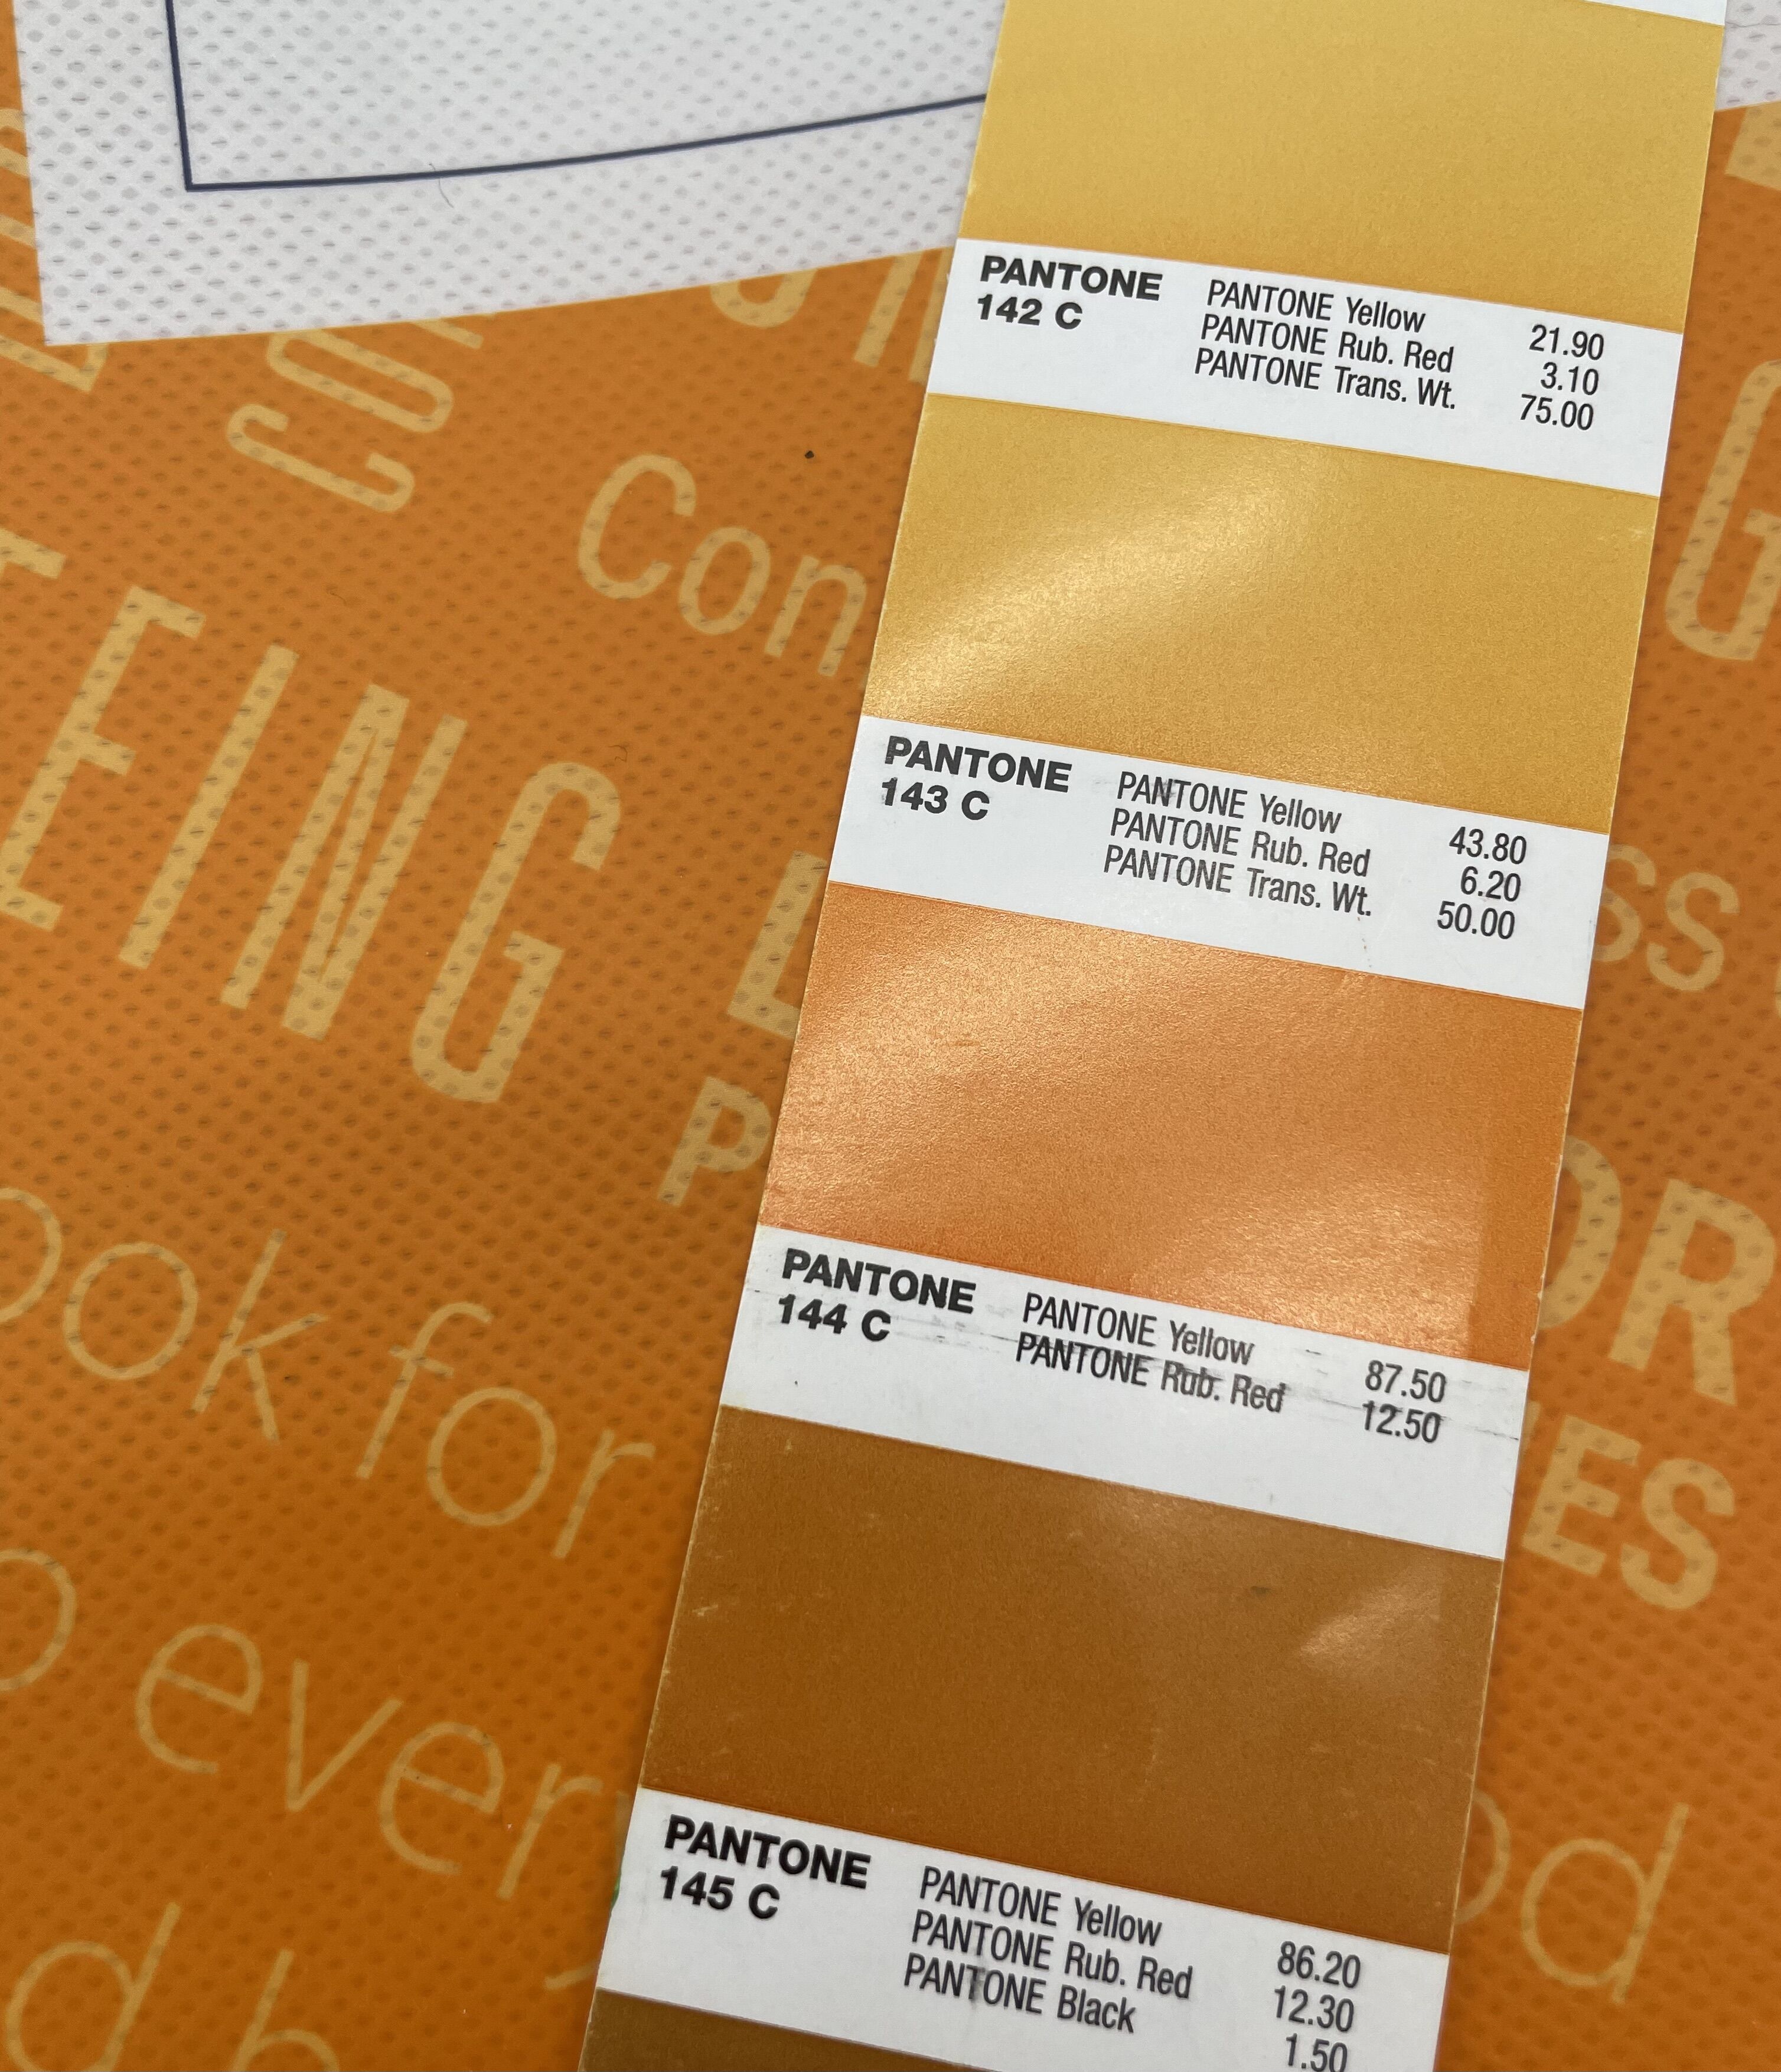 PANTONE
142 C
PANTONE Yellow 21.90
PANTONE Rub. Red 3.10
PANTONE Trans. Wt. 75.00
PANTONE
143 C
PANTONE Yellow 43.80
PANTONE Rub. Red 6.20
PANTONE Trans. Wt. 50.00
PANTONE
144 C
PANTONE Yellow 87.50
PANTONE Rub. Red 12.50
PANTONE
145 C
PANTONE Yellow 86.20
PANTONE Rub. Red 12.30
PANTONE Black 1.50
Con
EING
P
ook for
every
OR
ES